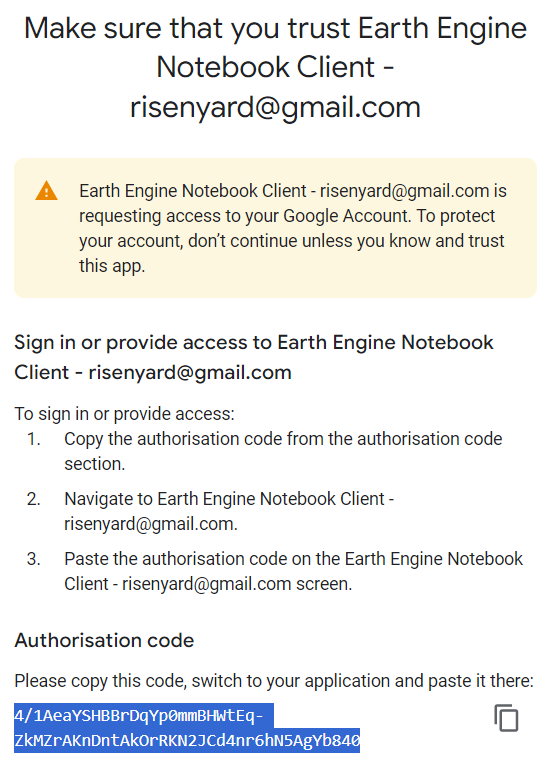 Make sure that you trust Earth Engine
Notebook Client -
risenyard@gmail.com
Earth Engine Notebook Client - risenyard@gmail.com is
requesting access to your Google Account. To protect
your account, don’t continue unless you know and trust
this app.
Sign in or provide access to Earth Engine Notebook
Client - risenyard@gmail.com
To sign in or provide access:
1. Copy the authorisation code from the authorisation code
section.
2. Navigate to Earth Engine Notebook Client -
risenyard@gmail.com.
3. Paste the authorisation code on the Earth Engine Notebook
Client - risenyard@gmail.com screen.
Authorisation code
Please copy this code, switch to your application and paste it there:
4/1AeaYSHBBrDqYp0mmBHWtEq-
ZkMZrAKnDntAkOrRKN2JCd4nr6hN5AgYb840